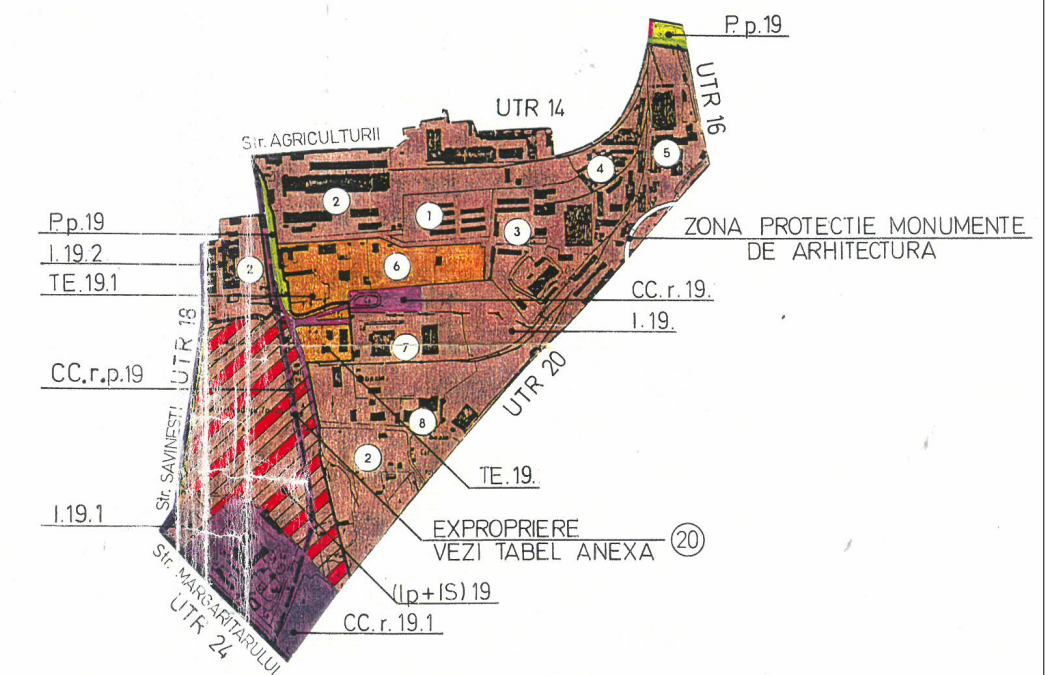 P.p.19
UTR 16
UTR 14
Str. AGRICULTURII
5
4
2
1
3
P.p.19
ZONA PROTECTIE MONUMENTE
DE ARHITECTURA
I.19.2
2
6
TE.19.1
CC.r.19.
I.19.
UTR 18
7
UTR 20
CC.r.p.19
8
2
Str. SAVINESTI
TE.19.
I.19.1
EXPROPRIERE
VEZI TABEL ANEXA 20
(Ip+IS)19
Str. MARGARITARULUI
CC.r.19.1
UTR 24